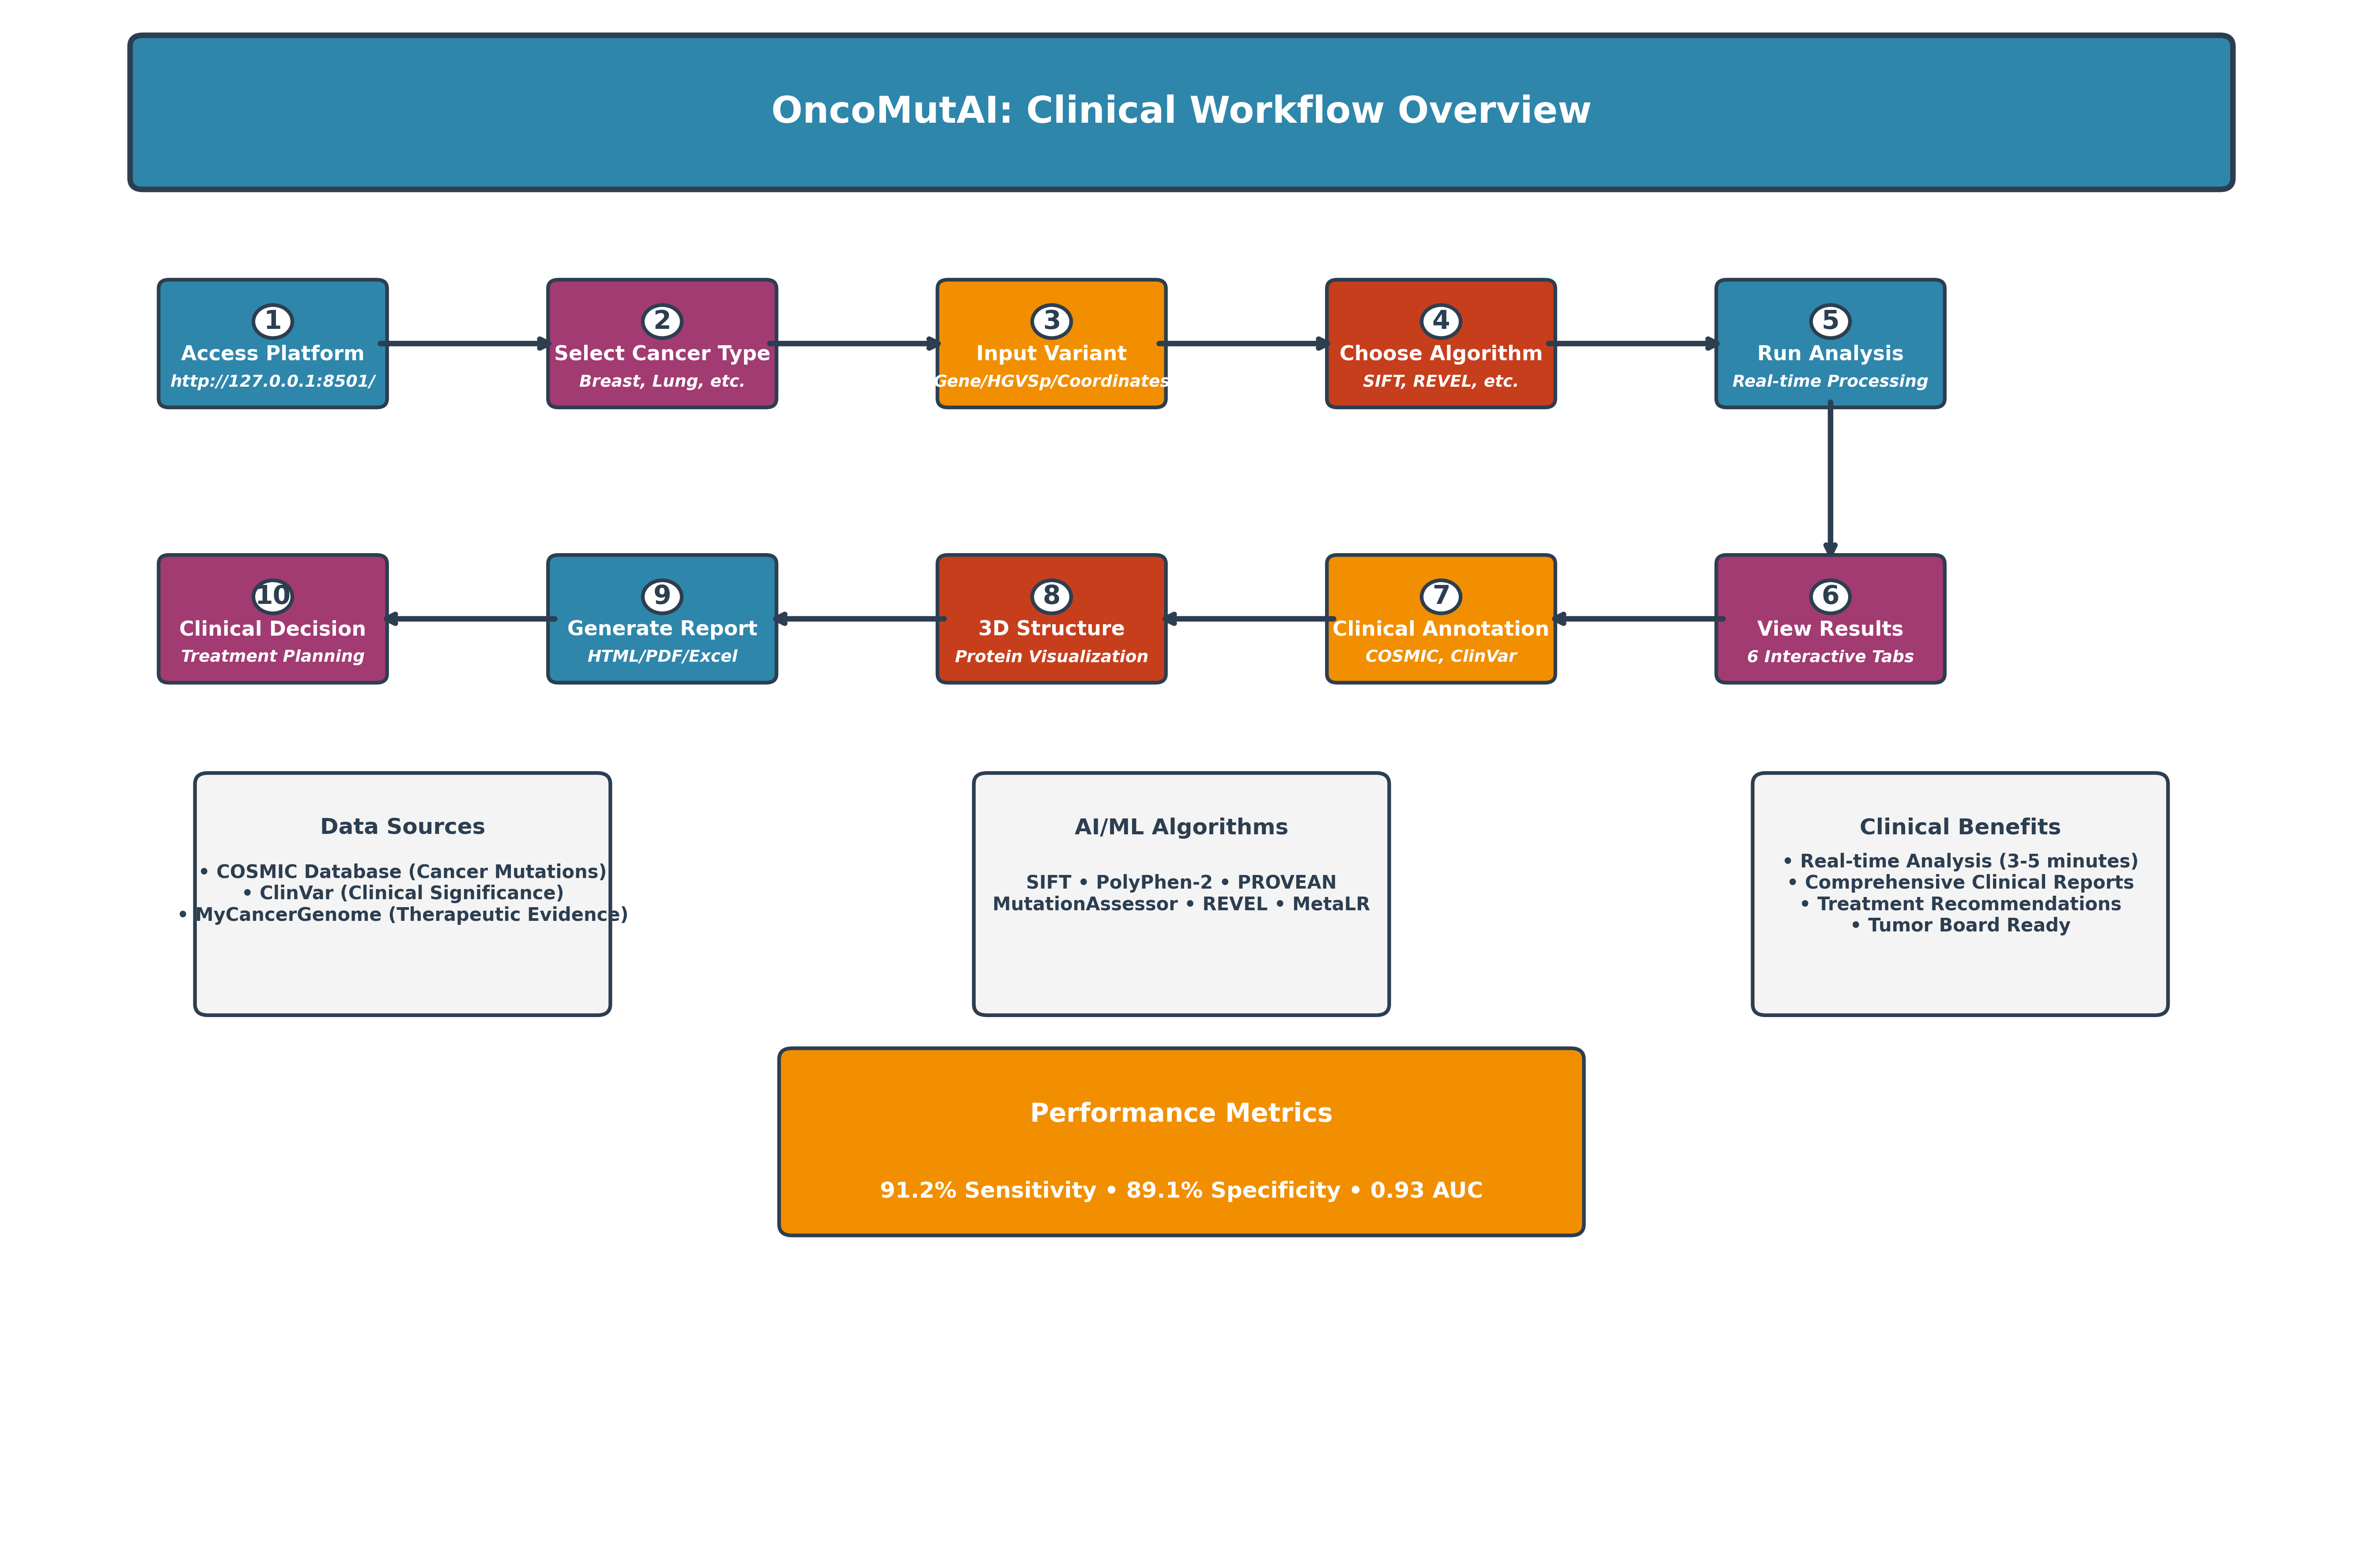 OncoMutAI: Clinical Workflow Overview
1
Access Platform
http://127.0.0.1:8501/
2
Select Cancer Type
Breast, Lung, etc.
3
Input Variant
Gene/HGVSp/Coordinates
4
Choose Algorithm
SIFT, REVEL, etc.
5
Run Analysis
Real-time Processing
10
Clinical Decision
Treatment Planning
9
Generate Report
HTML/PDF/Excel
8
3D Structure
Protein Visualization
7
Clinical Annotation
COSMIC, ClinVar
6
View Results
6 Interactive Tabs
Data Sources
• COSMIC Database (Cancer Mutations)
• ClinVar (Clinical Significance)
• MyCancerGenome (Therapeutic Evidence)
AI/ML Algorithms
SIFT • PolyPhen-2 • PROVEAN
MutationAssessor • REVEL • MetaLR
Clinical Benefits
• Real-time Analysis (3-5 minutes)
• Comprehensive Clinical Reports
• Treatment Recommendations
• Tumor Board Ready
Performance Metrics
91.2% Sensitivity • 89.1% Specificity • 0.93 AUC